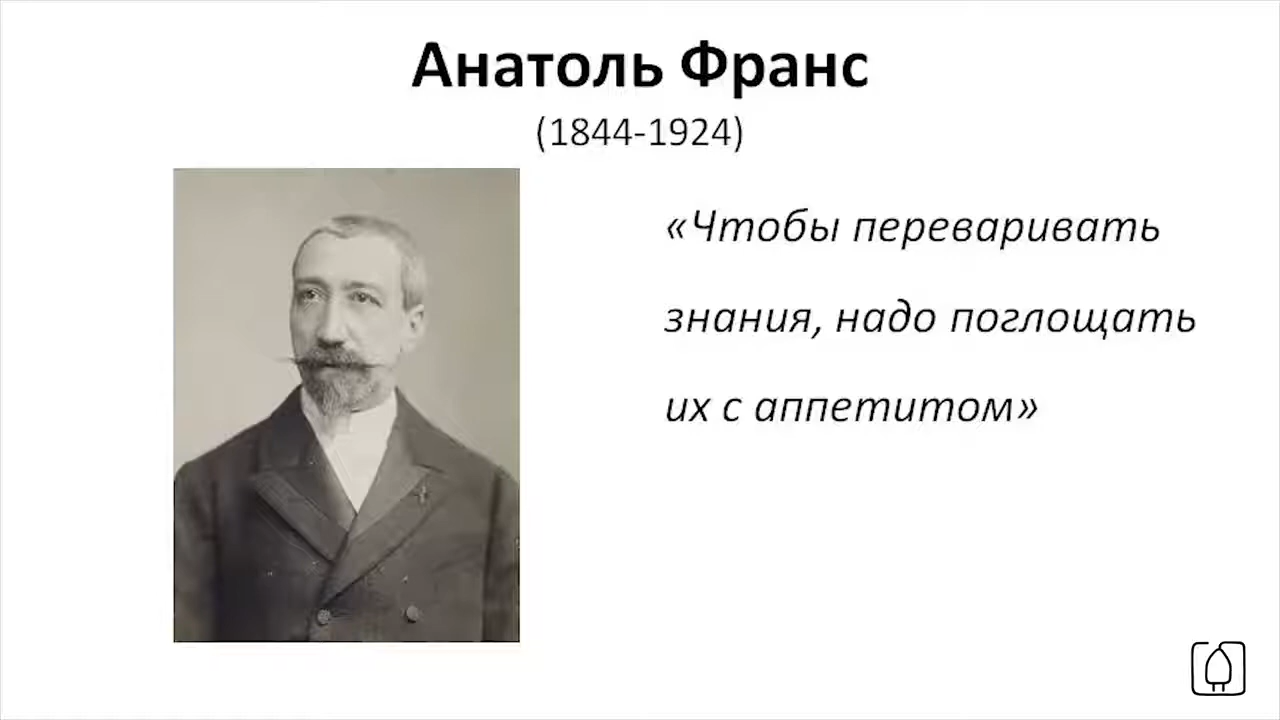 Анатоль Франс
(1844-1924)
«Чтобы переваривать
знания, надо поглощать
их с аппетитом»